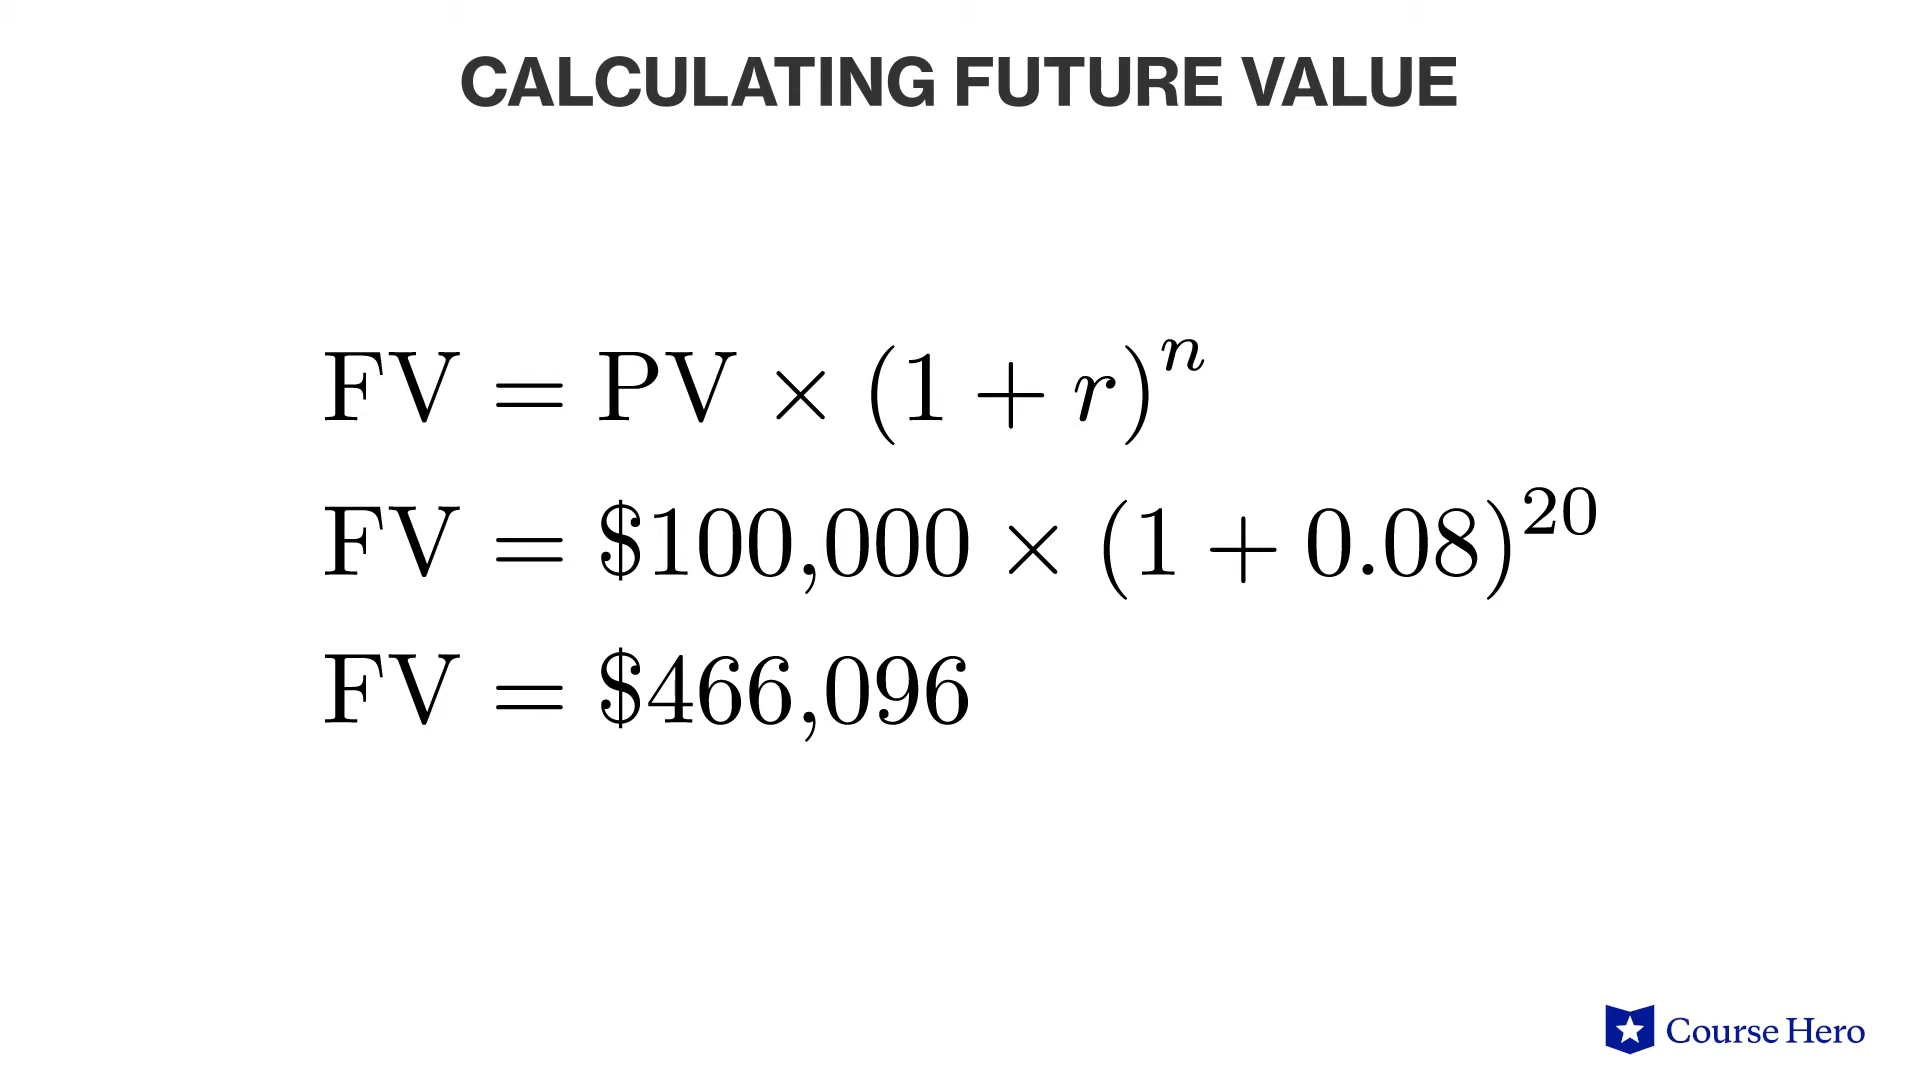 CALCULATING FUTURE VALUE
FV = PV × (1 + r)ⁿ
FV = $100,000 × (1 + 0.08)²⁰
FV = $466,096
Course Hero